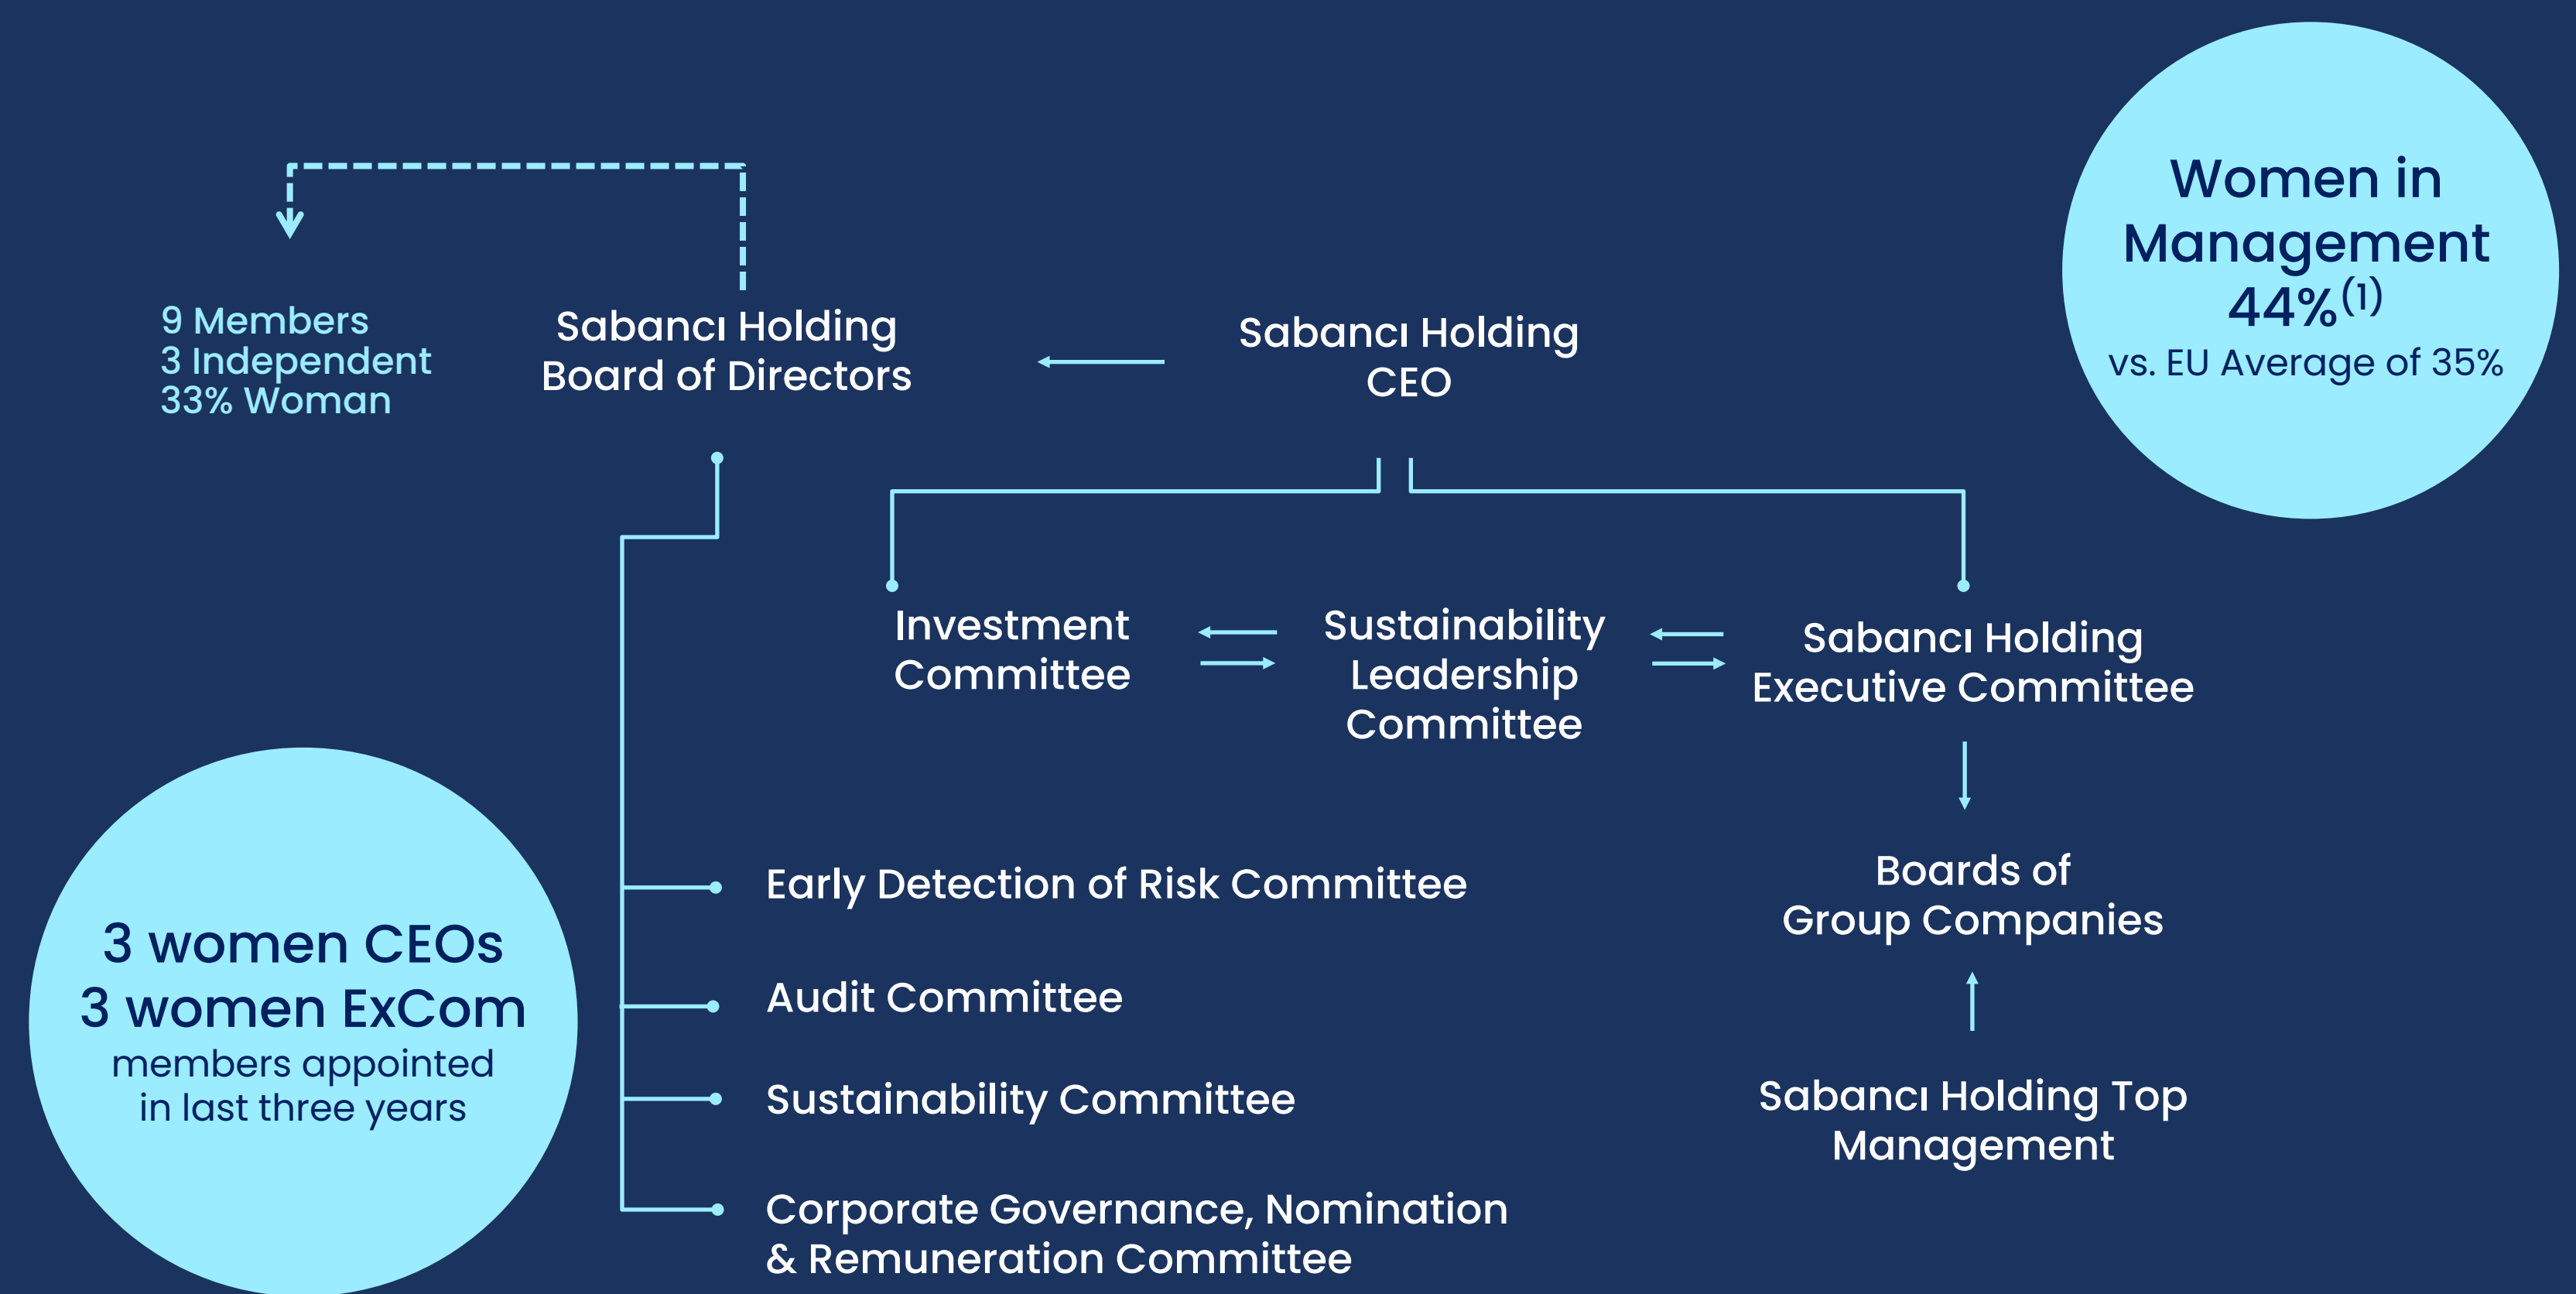 Women in
Management
44%(1)
vs. EU Average of 35%
9 Members
3 Independent
33% Woman
Sabancı Holding
Board of Directors
Sabancı Holding
CEO
Investment
Committee
Sustainability
Leadership
Committee
Sabancı Holding
Executive Committee
3 women CEOs
3 women ExCom
members appointed
in last three years
Early Detection of Risk Committee
Audit Committee
Sustainability Committee
Corporate Governance, Nomination
& Remuneration Committee
Boards of
Group Companies
Sabancı Holding Top
Management